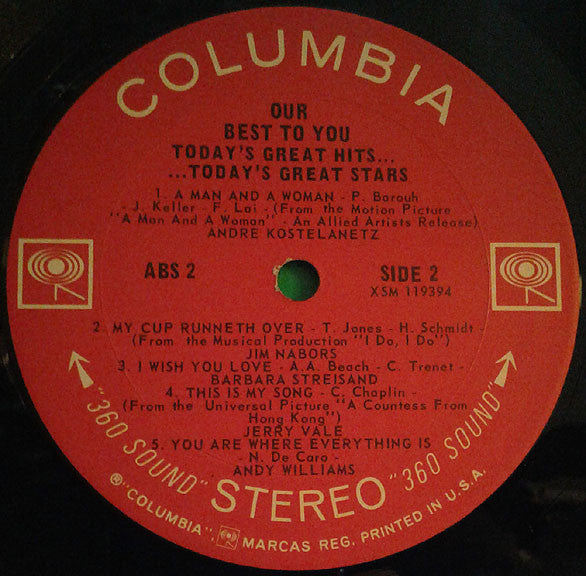 COLUMBIA
OUR
BEST TO YOU
TODAY'S GREAT HITS...
...TODAY'S GREAT STARS
1. A MAN AND A WOMAN - P. Barouh
- J. Keller - F. Lai - (From the Motion Picture
"A Man And A Woman" - An Allied Artists Release)
ANDRE KOSTELANETZ
ABS 2
SIDE 2
XSM 119394
2. MY CUP RUNNETH OVER - T. Jones - H. Schmidt -
(From the Musical Production "I Do, I Do")
JIM NABORS
3. I WISH YOU LOVE - A.A. Beach - C. Trenet -
BARBARA STREISAND
4. THIS IS MY SONG - C. Chaplin -
(From the Universal Picture "A Countess From
Hong Kong")
JERRY VALE
5. YOU ARE WHERE EVERYTHING IS
- N. De Caro -
ANDY WILLIAMS
"360 SOUND" STEREO "360 SOUND"
®"COLUMBIA", MARCAS REG. PRINTED IN U.S.A.